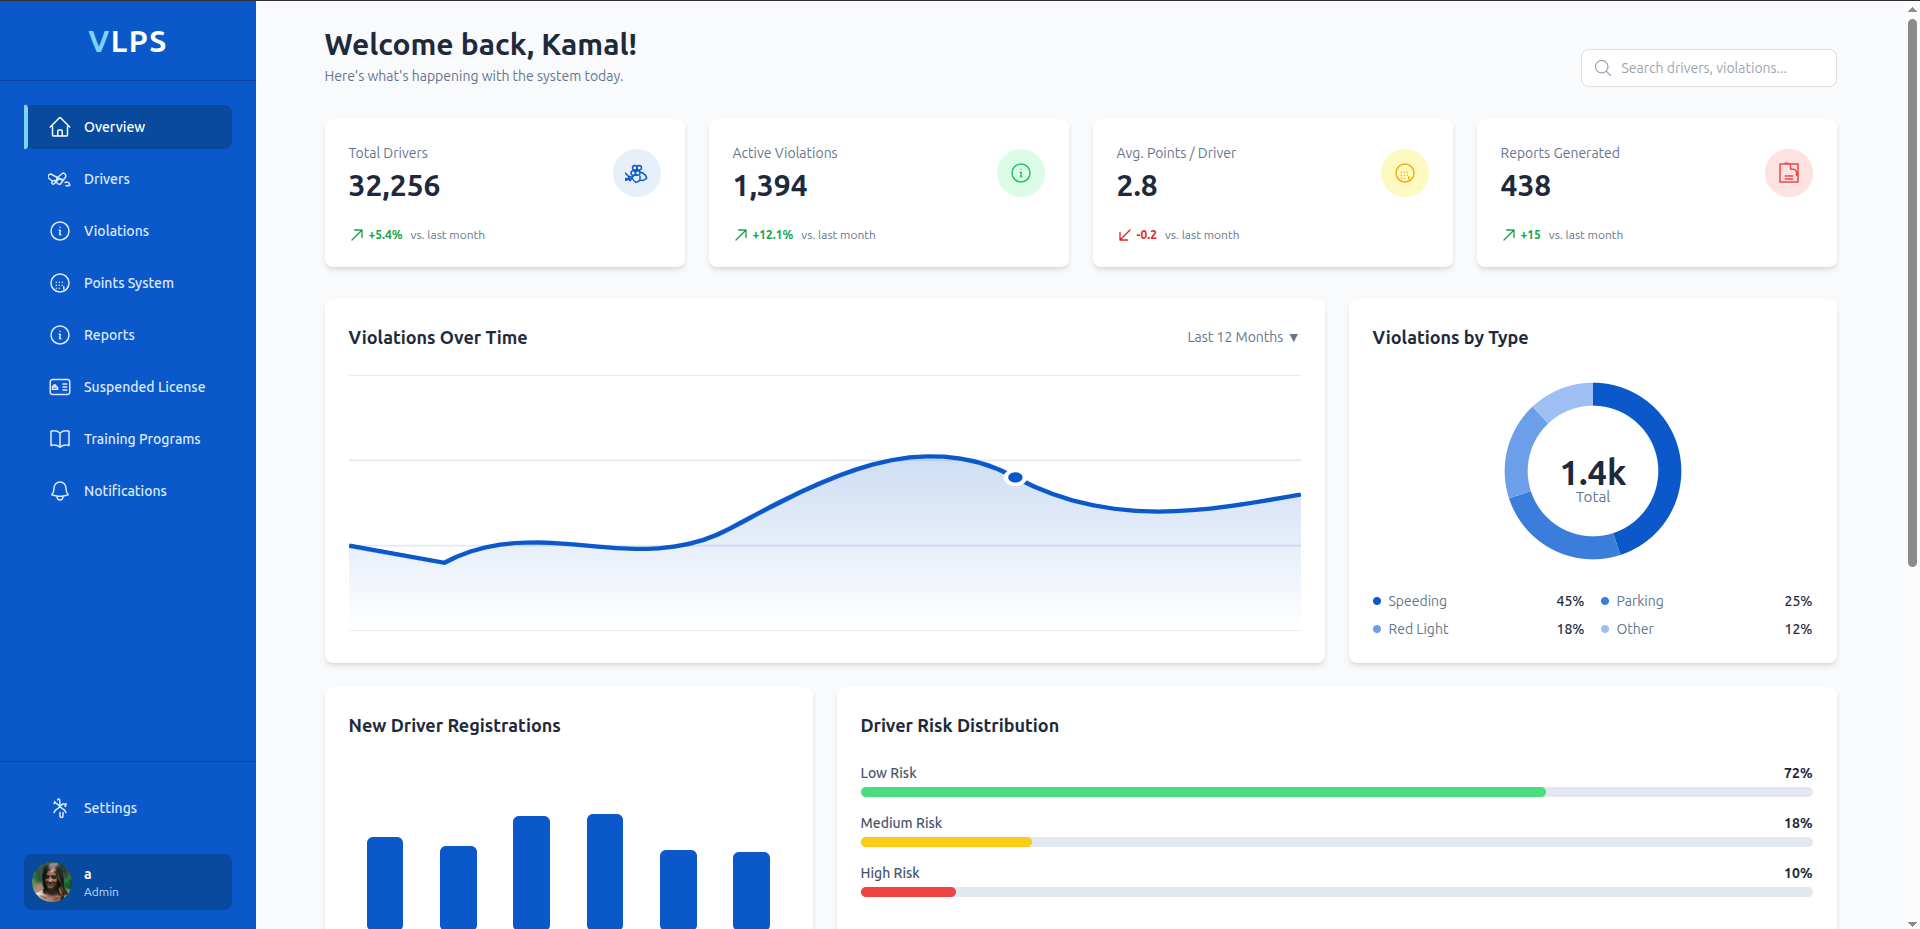 VLPS
Overview
Drivers
Violations
Points System
Reports
Suspended License
Training Programs
Notifications
Settings
a
Admin
Welcome back, Kamal!
Here's what's happening with the system today.
Search drivers, violations...
Total Drivers
32,256
+5.4% vs. last month
Active Violations
1,394
+12.1% vs. last month
Avg. Points / Driver
2.8
-0.2 vs. last month
Reports Generated
438
+15 vs. last month
Violations Over Time
Last 12 Months ▼
Violations by Type
1.4k
Total
Speeding 45%
Parking 25%
Red Light 18%
Other 12%
New Driver Registrations
Driver Risk Distribution
Low Risk 72%
Medium Risk 18%
High Risk 10%